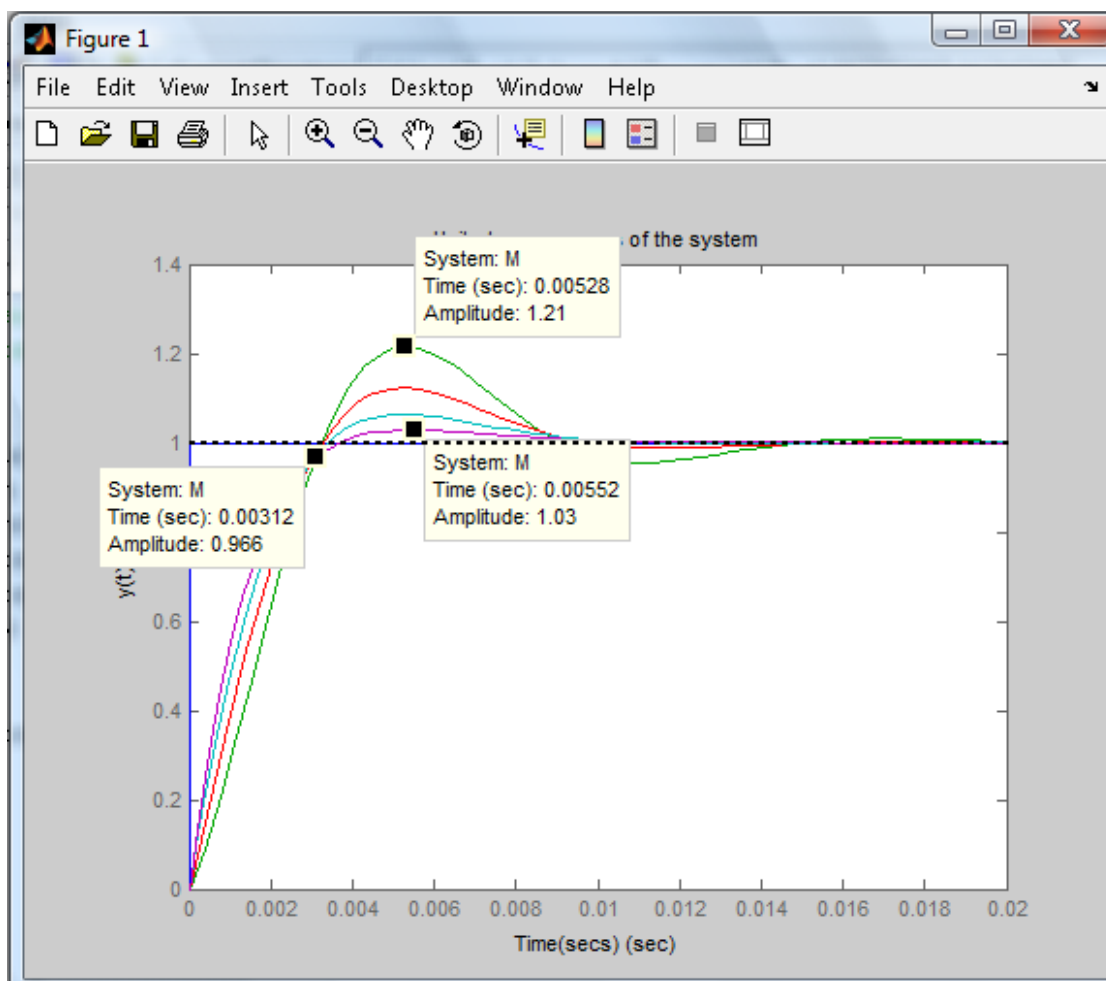 Figure 1
File Edit View Insert Tools Desktop Window Help
of the system
System: M
Time (sec): 0.00528
Amplitude: 1.21
System: M
Time (sec): 0.00552
Amplitude: 1.03
System: M
Time (sec): 0.00312
Amplitude: 0.966
y(t)
1.4
1.2
1
0.6
0.4
0.2
0
0 0.002 0.004 0.006 0.008 0.01 0.012 0.014 0.016 0.018 0.02
Time(secs) (sec)